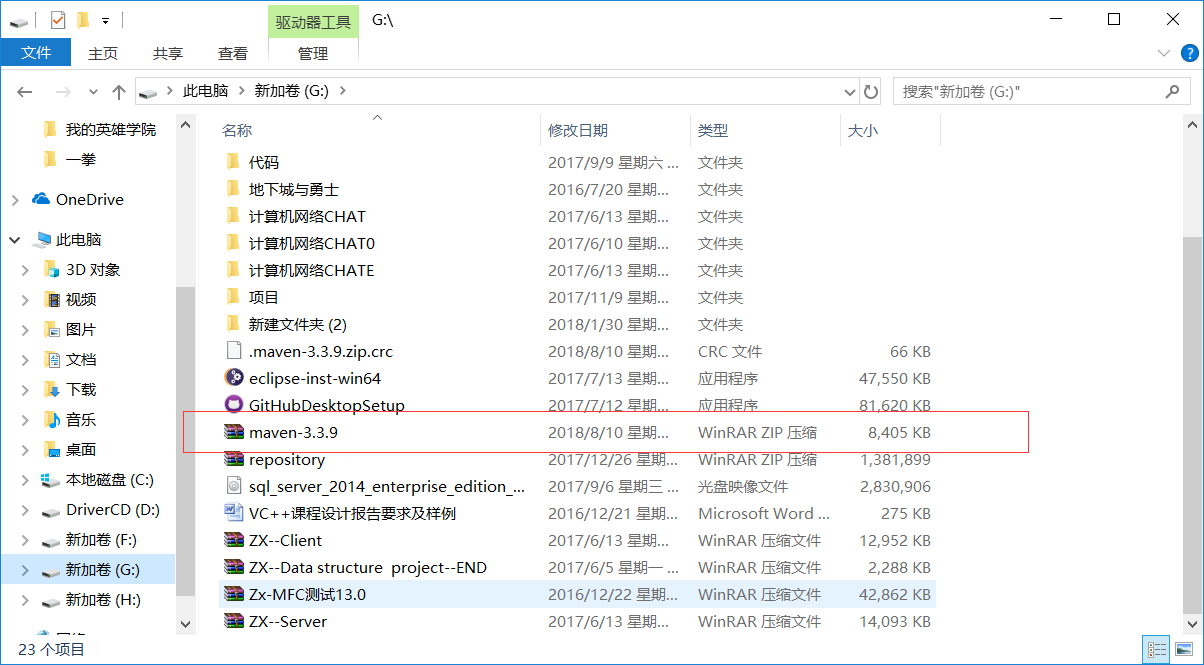 驱动器工具 G:\
文件 主页 共享 查看 管理
此电脑 新加卷 (G:) 搜索"新加卷 (G:)"
我的英雄学院
一拳
OneDrive
此电脑
3D 对象
视频
图片
文档
下载
音乐
桌面
本地磁盘 (C:)
DriverCD (D:)
新加卷 (F:)
新加卷 (G:)
新加卷 (H:)
名称 修改日期 类型 大小
代码 2017/9/9 星期六 ... 文件夹
地下城与勇士 2016/7/20 星期... 文件夹
计算机网络CHAT 2017/6/13 星期... 文件夹
计算机网络CHAT0 2017/6/10 星期... 文件夹
计算机网络CHATE 2017/6/13 星期... 文件夹
项目 2017/11/9 星期... 文件夹
新建文件夹 (2) 2018/1/30 星期... 文件夹
.maven-3.3.9.zip.crc 2018/8/10 星期... CRC 文件 66 KB
eclipse-inst-win64 2017/7/13 星期... 应用程序 47,550 KB
GitHubDesktopSetup 2017/7/12 星期... 应用程序 81,620 KB
maven-3.3.9 2018/8/10 星期... WinRAR ZIP 压缩 8,405 KB
repository 2017/12/26 星期... WinRAR ZIP 压缩 1,381,899
sql_server_2014_enterprise_edition_... 2017/9/6 星期三 ... 光盘映像文件 2,830,906
VC++课程设计报告要求及样例 2016/12/21 星期... Microsoft Word ... 275 KB
ZX--Client 2017/6/13 星期... WinRAR 压缩文件 12,952 KB
ZX--Data structure project--END 2017/6/5 星期一 ... WinRAR 压缩文件 2,288 KB
Zx-MFC测试13.0 2016/12/22 星期... WinRAR 压缩文件 42,862 KB
ZX--Server 2017/6/13 星期... WinRAR 压缩文件 14,093 KB
23 个项目